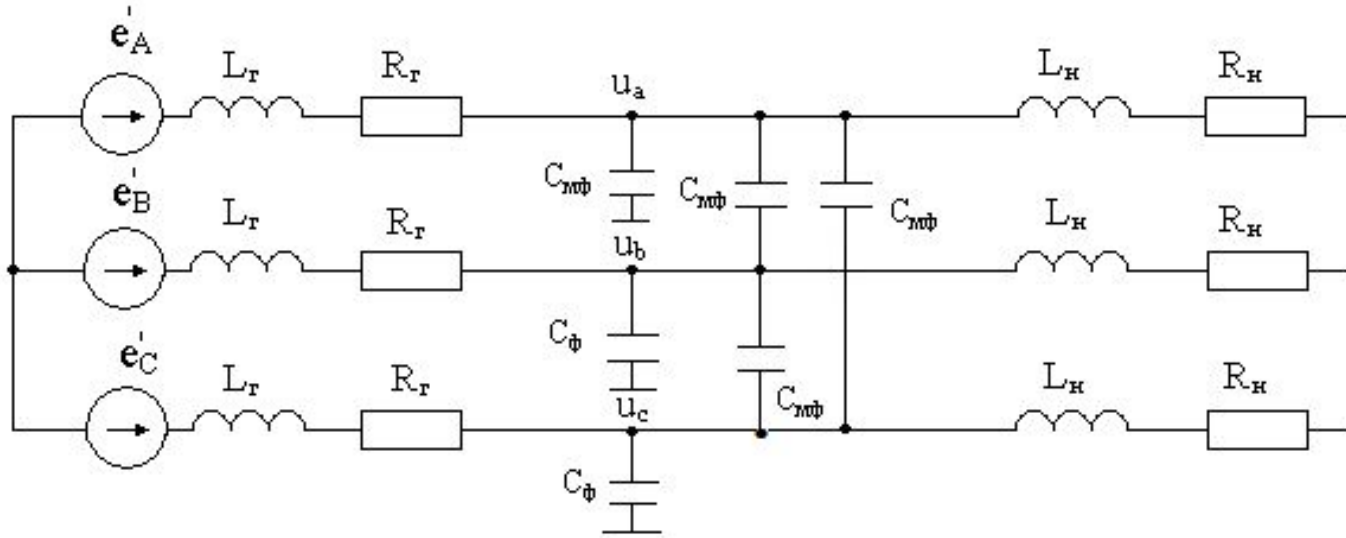 e'A
Lг
Rг
ua
Lн
Rн
Cмф
Cмф
Cмф
e'B
Lг
Rг
ub
Lн
Rн
Cф
e'C
Lг
Rг
uc
Cмф
Lн
Rн
Cф